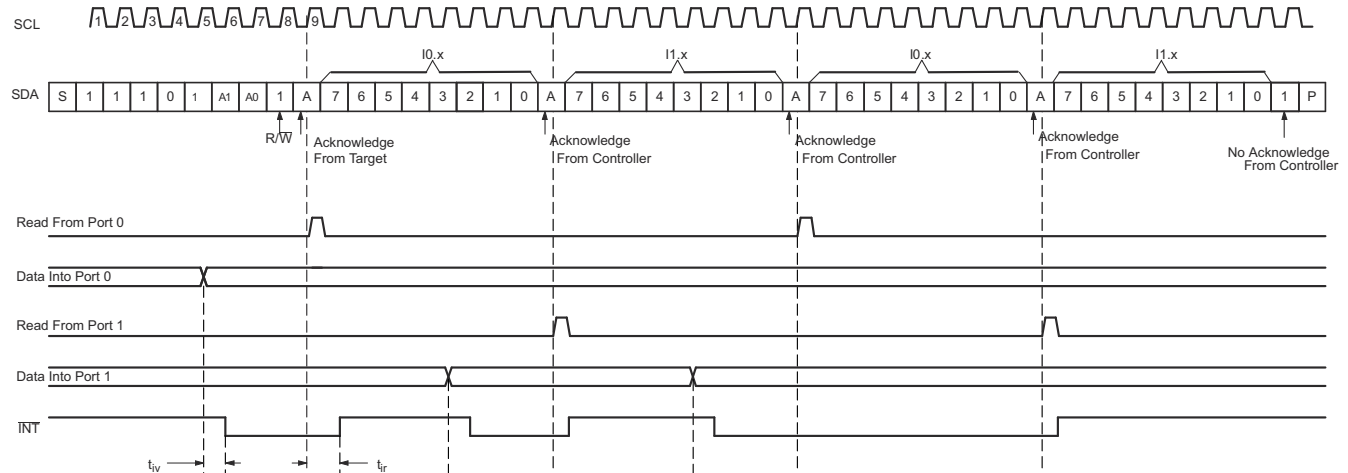 SCL 1 2 3 4 5 6 7 8 9
I0.x I1.x I0.x I1.x
SDA S 1 1 1 0 1 A1 A0 1 A 7 6 5 4 3 2 1 0 A 7 6 5 4 3 2 1 0 A 7 6 5 4 3 2 1 0 A 7 6 5 4 3 2 1 0 1 P
R/W̅
Acknowledge
From Target
Acknowledge
From Controller
Acknowledge
From Controller
Acknowledge
From Controller
No Acknowledge
From Controller
Read From Port 0
Data Into Port 0
Read From Port 1
Data Into Port 1
I̅N̅T̅
tiv tir